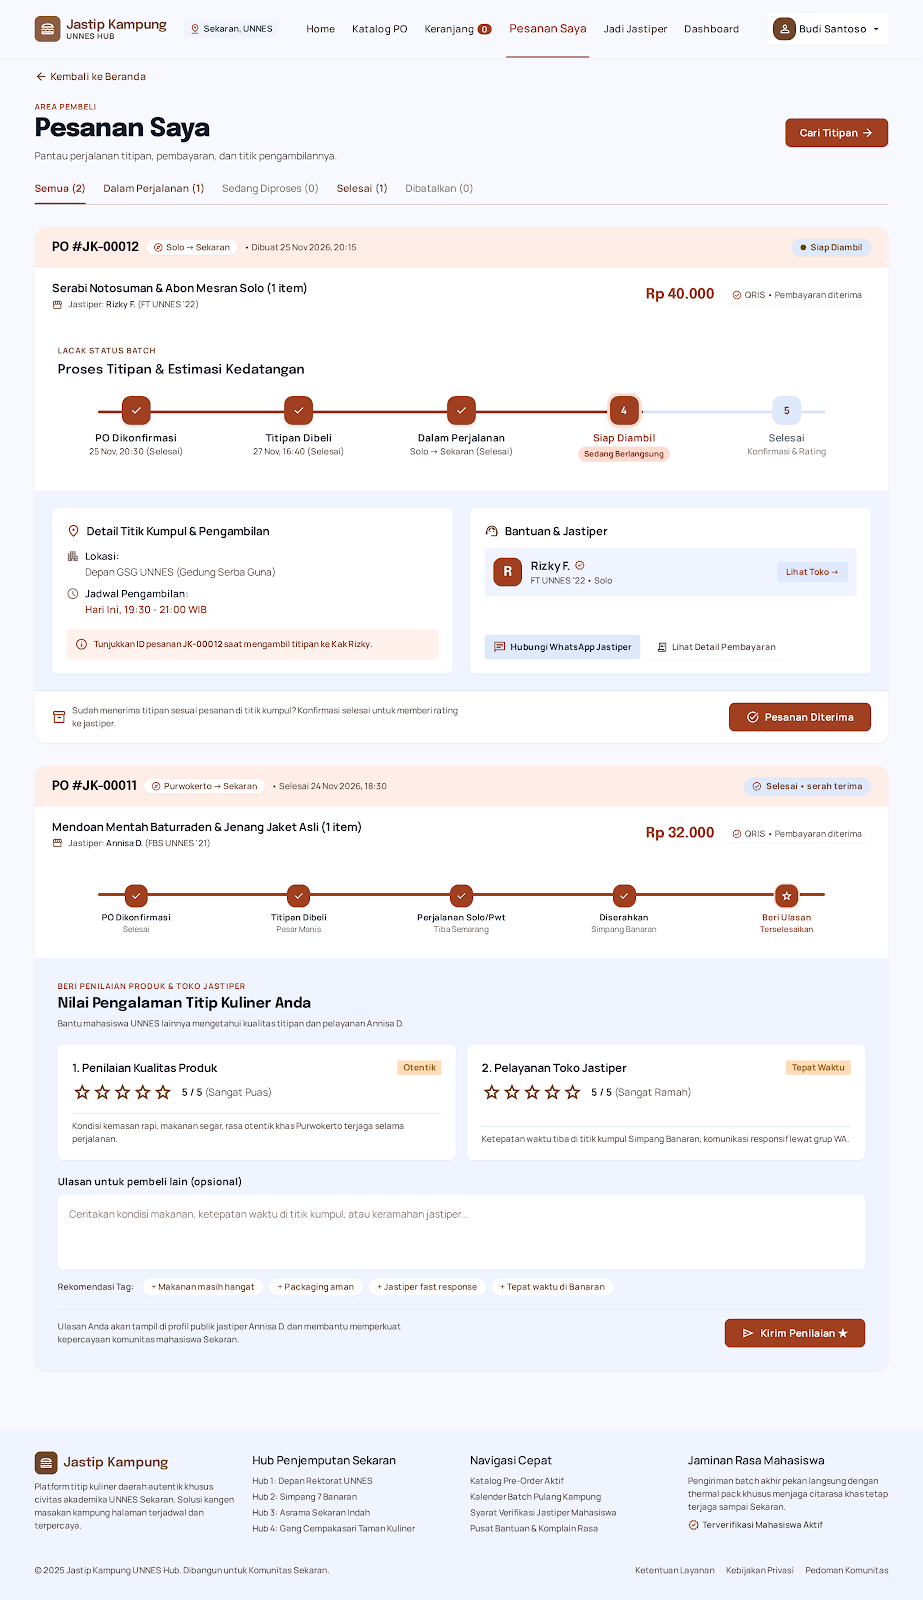 Jastip Kampung
UNNES HUB
Sekaran, UNNES
Home
Katalog PO
Keranjang 0
Pesanan Saya
Jadi Jastiper
Dashboard
Budi Santoso
← Kembali ke Beranda
AREA PEMBELI
Pesanan Saya
Pantau perjalanan titipan, pembayaran, dan titik pengambilannya.
Cari Titipan →
Semua (2)
Dalam Perjalanan (1)
Sedang Diproses (0)
Selesai (1)
Dibatalkan (0)
PO #JK-00012
Solo → Sekaran
• Dibuat 25 Nov 2026, 20:15
Siap Diambil
Serabi Notosuman & Abon Mesran Solo (1 item)
Jastiper: Rizky F. (FT UNNES '22)
Rp 40.000
QRIS • Pembayaran diterima
LACAK STATUS BATCH
Proses Titipan & Estimasi Kedatangan
4
5
PO Dikonfirmasi
Titipan Dibeli
Dalam Perjalanan
Siap Diambil
Selesai
25 Nov, 20:30 (Selesai)
27 Nov, 16:40 (Selesai)
Solo → Sekaran (Selesai)
Sedang Berlangsung
Konfirmasi & Rating
Detail Titik Kumpul & Pengambilan
Lokasi:
Depan GSG UNNES (Gedung Serba Guna)
Jadwal Pengambilan:
Hari Ini, 19:30 - 21:00 WIB
Tunjukkan ID pesanan JK-00012 saat mengambil titipan ke Kak Rizky.
Bantuan & Jastiper
R
Rizky F.
FT UNNES '22 • Solo
Lihat Toko →
Hubungi WhatsApp Jastiper
Lihat Detail Pembayaran
Sudah menerima titipan sesuai pesanan di titik kumpul? Konfirmasi selesai untuk memberi rating
ke jastiper.
Pesanan Diterima
PO #JK-00011
Purwokerto → Sekaran
• Selesai 24 Nov 2026, 18:30
Selesai • serah terima
Mendoan Mentah Baturraden & Jenang Jaket Asli (1 item)
Jastiper: Annisa D. (FBS UNNES '21)
Rp 32.000
QRIS • Pembayaran diterima
PO Dikonfirmasi
Titipan Dibeli
Perjalanan Solo/Pwt
Diserahkan
Beri Ulasan
Selesai
Pasar Manis
Tiba Semarang
Simpang Banaran
Terselesaikan
BERI PENILAIAN PRODUK & TOKO JASTIPER
Nilai Pengalaman Titip Kuliner Anda
Bantu mahasiswa UNNES lainnya mengetahui kualitas titipan dan pelayanan Annisa D.
1. Penilaian Kualitas Produk
Otentik
5 / 5 (Sangat Puas)
Kondisi kemasan rapi, makanan segar, rasa otentik khas Purwokerto terjaga selama
perjalanan.
2. Pelayanan Toko Jastiper
Tepat Waktu
5 / 5 (Sangat Ramah)
Ketepatan waktu tiba di titik kumpul Simpang Banaran, komunikasi responsif lewat grup WA.
Ulasan untuk pembeli lain (opsional)
Ceritakan kondisi makanan, ketepatan waktu di titik kumpul, atau keramahan jastiper...
Rekomendasi Tag:
+ Makanan masih hangat
+ Packaging aman
+ Jastiper fast response
+ Tepat waktu di Banaran
Ulasan Anda akan tampil di profil publik jastiper Annisa D. dan membantu memperkuat
kepercayaan komunitas mahasiswa Sekaran.
Kirim Penilaian ★
Jastip Kampung
Platform titip kuliner daerah autentik khusus
civitas akademika UNNES Sekaran. Solusi kangen
masakan kampung halaman terjadwal dan
terpercaya.
Hub Penjemputan Sekaran
Hub 1: Depan Rektorat UNNES
Hub 2: Simpang 7 Banaran
Hub 3: Asrama Sekaran Indah
Hub 4: Gang Cempakasari Taman Kuliner
Navigasi Cepat
Katalog Pre-Order Aktif
Kalender Batch Pulang Kampung
Syarat Verifikasi Jastiper Mahasiswa
Pusat Bantuan & Komplain Rasa
Jaminan Rasa Mahasiswa
Pengiriman batch akhir pekan langsung dengan
thermal pack khusus menjaga citarasa khas tetap
terjaga sampai Sekaran.
Terverifikasi Mahasiswa Aktif
© 2025 Jastip Kampung UNNES Hub. Dibangun untuk Komunitas Sekaran.
Ketentuan Layanan
Kebijakan Privasi
Pedoman Komunitas